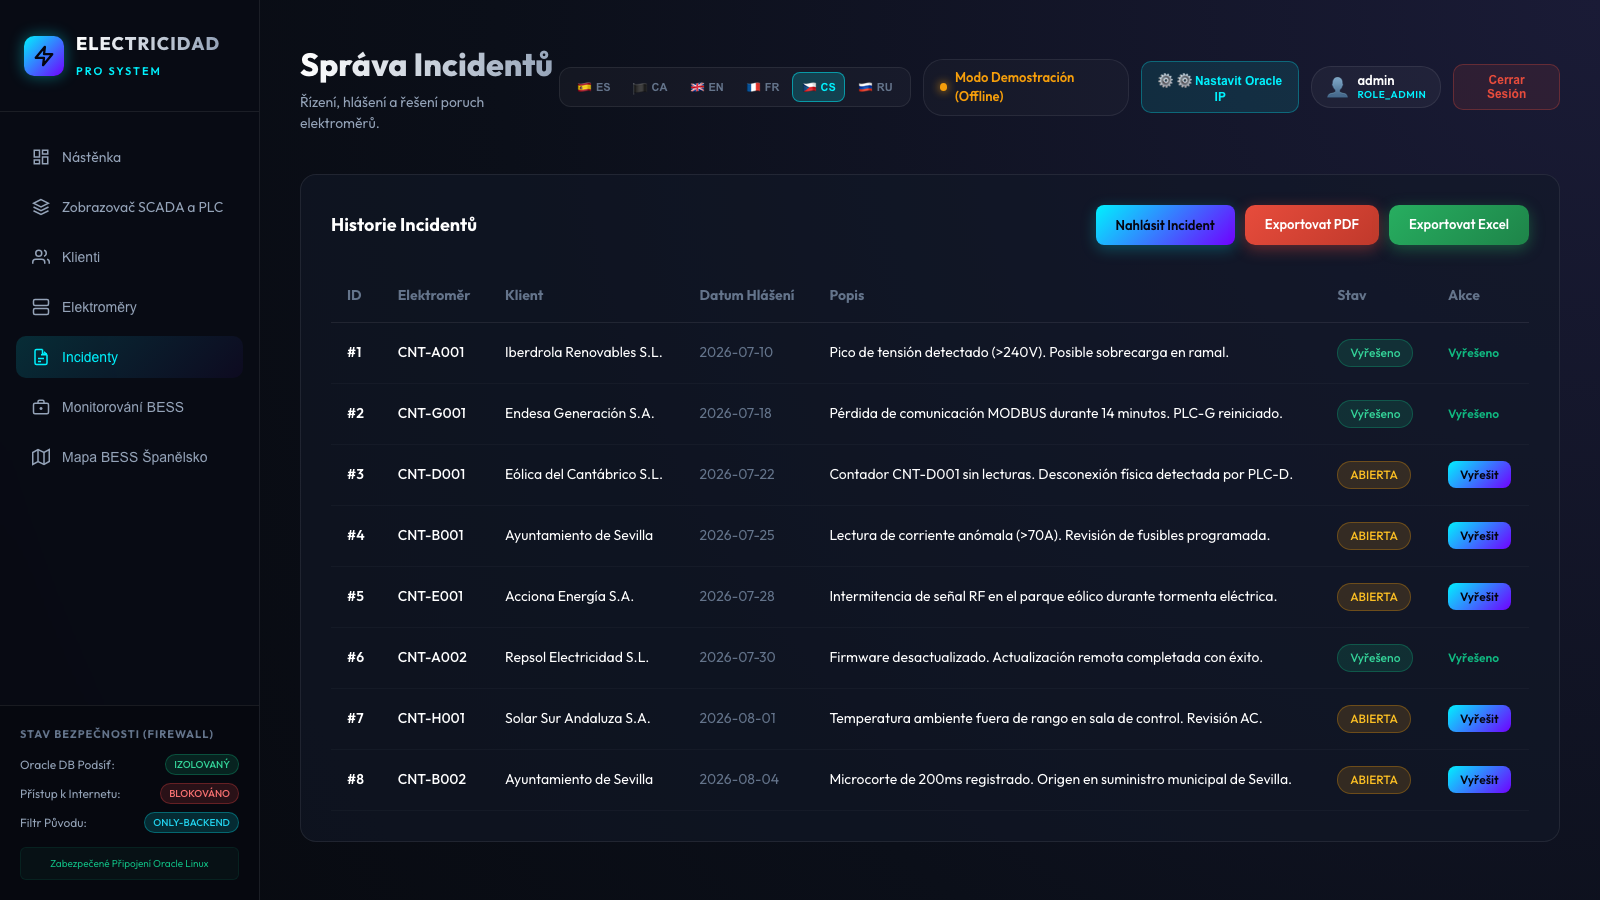 ELECTRICIDAD
PRO SYSTEM
Nástěnka
Zobrazovač SCADA a PLC
Klienti
Elektroměry
Incidenty
Monitorování BESS
Mapa BESS Španělsko
STAV BEZPEČNOSTI (FIREWALL)
Oracle DB Podsíť: IZOLOVANÝ
Přístup k Internetu: BLOKOVÁNO
Filtr Původu: ONLY-BACKEND
Zabezpečené Připojení Oracle Linux
Správa Incidentů
Řízení, hlášení a řešení poruch
elektroměrů.
ES CA EN FR CS RU
Modo Demostración
(Offline)
Nastavit Oracle
IP
admin
ROLE_ADMIN
Cerrar
Sesión
Historie Incidentů
Nahlásit Incident Exportovat PDF Exportovat Excel
ID Elektroměr Klient Datum Hlášení Popis Stav Akce
#1 CNT-A001 Iberdrola Renovables S.L. 2026-07-10 Pico de tensión detectado (>240V). Posible sobrecarga en ramal. Vyřešeno Vyřešeno
#2 CNT-G001 Endesa Generación S.A. 2026-07-18 Pérdida de comunicación MODBUS durante 14 minutos. PLC-G reiniciado. Vyřešeno Vyřešeno
#3 CNT-D001 Eólica del Cantábrico S.L. 2026-07-22 Contador CNT-D001 sin lecturas. Desconexión física detectada por PLC-D. ABIERTA Vyřešit
#4 CNT-B001 Ayuntamiento de Sevilla 2026-07-25 Lectura de corriente anómala (>70A). Revisión de fusibles programada. ABIERTA Vyřešit
#5 CNT-E001 Acciona Energía S.A. 2026-07-28 Intermitencia de señal RF en el parque eólico durante tormenta eléctrica. ABIERTA Vyřešit
#6 CNT-A002 Repsol Electricidad S.L. 2026-07-30 Firmware desactualizado. Actualización remota completada con éxito. Vyřešeno Vyřešeno
#7 CNT-H001 Solar Sur Andaluza S.A. 2026-08-01 Temperatura ambiente fuera de rango en sala de control. Revisión AC. ABIERTA Vyřešit
#8 CNT-B002 Ayuntamiento de Sevilla 2026-08-04 Microcorte de 200ms registrado. Origen en suministro municipal de Sevilla. ABIERTA Vyřešit